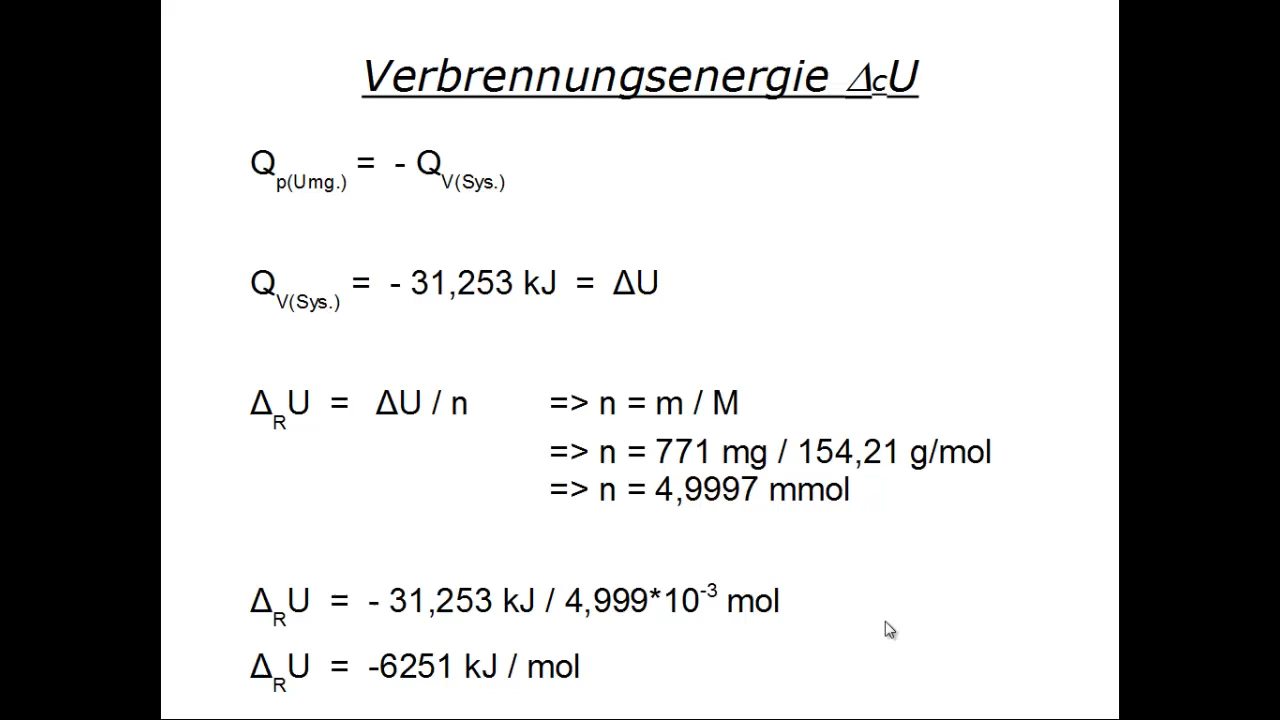 Verbrennungsenergie ΔcU
Qp(Umg.) = - QV(Sys.)
QV(Sys.) = - 31,253 kJ = ΔU
ΔRU = ΔU / n => n = m / M
=> n = 771 mg / 154,21 g/mol
=> n = 4,9997 mmol
ΔRU = - 31,253 kJ / 4,999*10-3 mol
ΔRU = -6251 kJ / mol